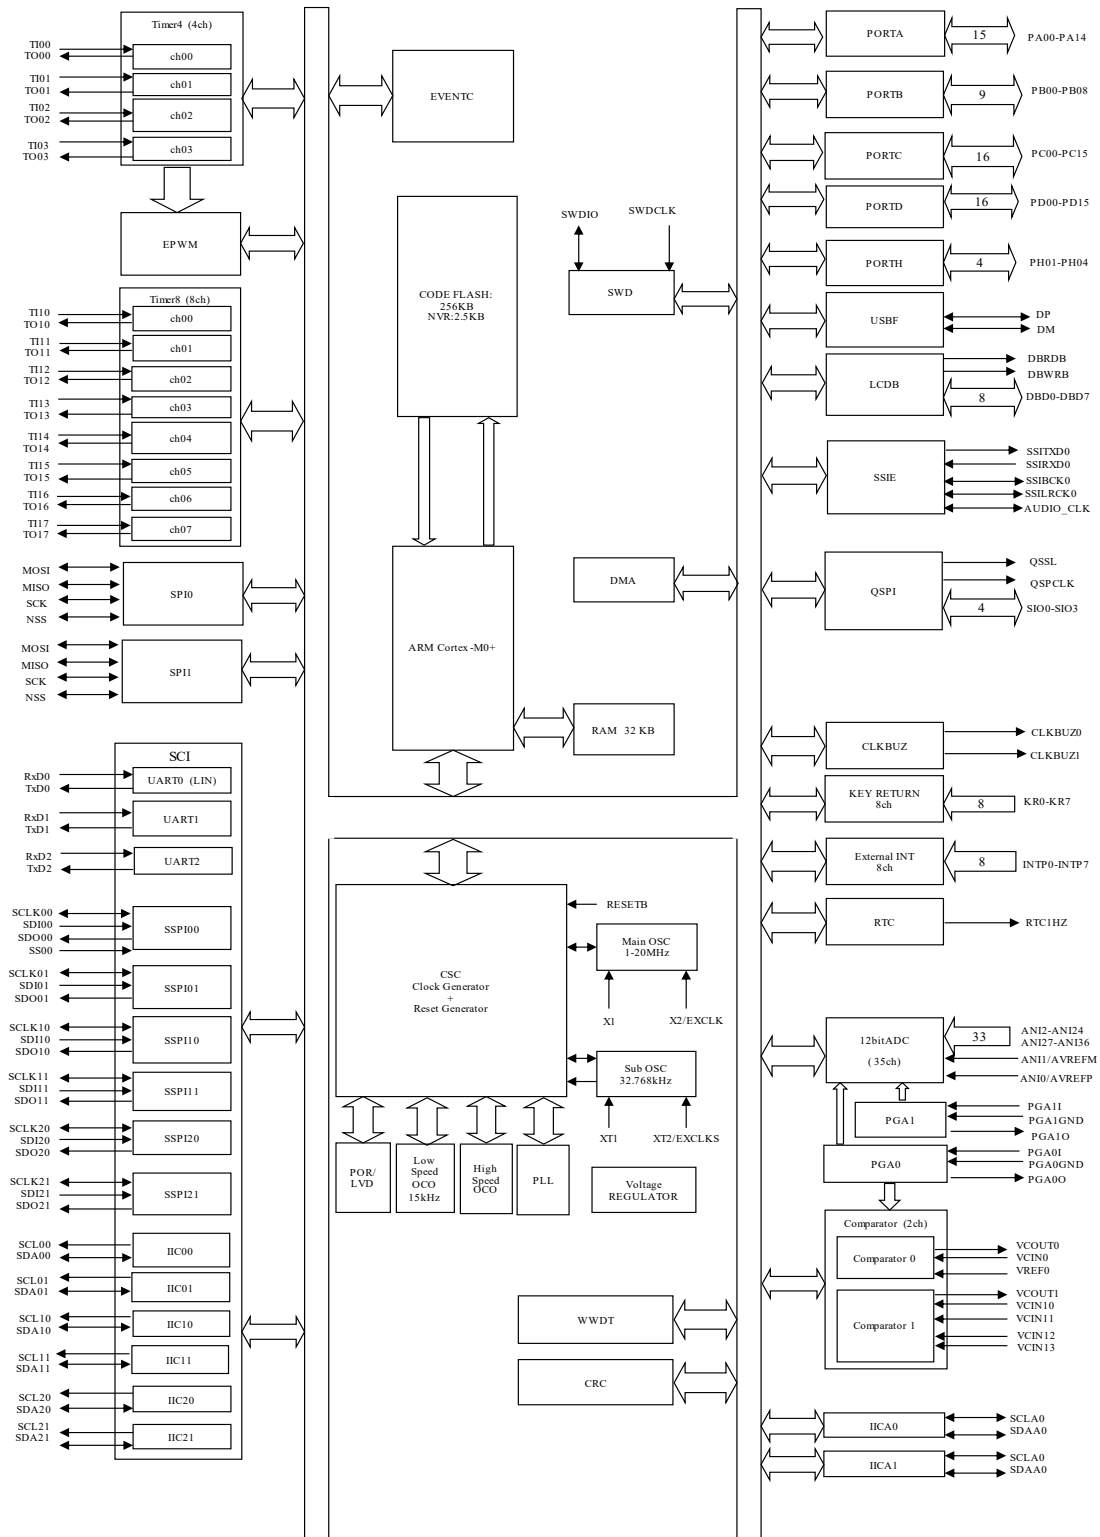 Timer4 (4ch)
TI00
TO00
ch00
TI01
TO01
ch01
TI02
TO02
ch02
TI03
TO03
ch03
EPWM
Timer8 (8ch)
TI10
TO10
ch00
TI11
TO11
ch01
TI12
TO12
ch02
TI13
TO13
ch03
TI14
TO14
ch04
TI15
TO15
ch05
TI16
TO16
ch06
TI17
TO17
ch07
MOSI
MISO
SCK
NSS
SPI0
MOSI
MISO
SCK
NSS
SPI1
SCI
RxD0
TxD0
UART0 (LIN)
RxD1
TxD1
UART1
RxD2
TxD2
UART2
SCLK00
SDI00
SDO00
SS00
SSPI00
SCLK01
SDI01
SDO01
SSPI01
SCLK10
SDI10
SDO10
SSPI10
SCLK11
SDI11
SDO11
SSPI11
SCLK20
SDI20
SDO20
SSPI20
SCLK21
SDI21
SDO21
SSPI21
SCL00
SDA00
IIC00
SCL01
SDA01
IIC01
SCL10
SDA10
IIC10
SCL11
SDA11
IIC11
SCL20
SDA20
IIC20
SCL21
SDA21
IIC21
EVENTC
CODE FLASH:
256KB
NVR:2.5KB
SWDIO
SWDCLK
SWD
ARM Cortex-M0+
DMA
RAM 32 KB
CSC
Clock Generator
+
Reset Generator
RESETB
Main OSC
1-20MHz
X1
X2/EXCLK
Sub OSC
32.768kHz
XT1
XT2/EXCLKS
POR/
LVD
Low
Speed
OCO
15kHz
High
Speed
OCO
PLL
Voltage
REGULATOR
WWDT
CRC
PORTA
15
PA00-PA14
PORTB
9
PB00-PB08
PORTC
16
PC00-PC15
PORTD
16
PD00-PD15
PORTH
4
PH01-PH04
USBF
DP
DM
LCDB
DBRDB
DBWRB
8
DBD0-DBD7
SSIE
SSITXD0
SSIRXD0
SSIBCK0
SSILRCK0
AUDIO_CLK
QSPI
QSSL
QSPCLK
4
SIO0-SIO3
CLKBUZ
CLKBUZ0
CLKBUZ1
KEY RETURN
8ch
8
KR0-KR7
External INT
8ch
8
INTP0-INTP7
RTC
RTC1HZ
12bitADC
(35ch)
33
ANI2-ANI24
ANI27-ANI36
ANI1/AVREFM
ANI0/AVREFP
PGA1
PGA1I
PGA1GND
PGA1O
PGA0
PGA0I
PGA0GND
PGA0O
Comparator (2ch)
Comparator 0
VCOUT0
VCIN0
VREF0
Comparator 1
VCOUT1
VCIN10
VCIN11
VCIN12
VCIN13
IICA0
SCLA0
SDAA0
IICA1
SCLA0
SDAA0